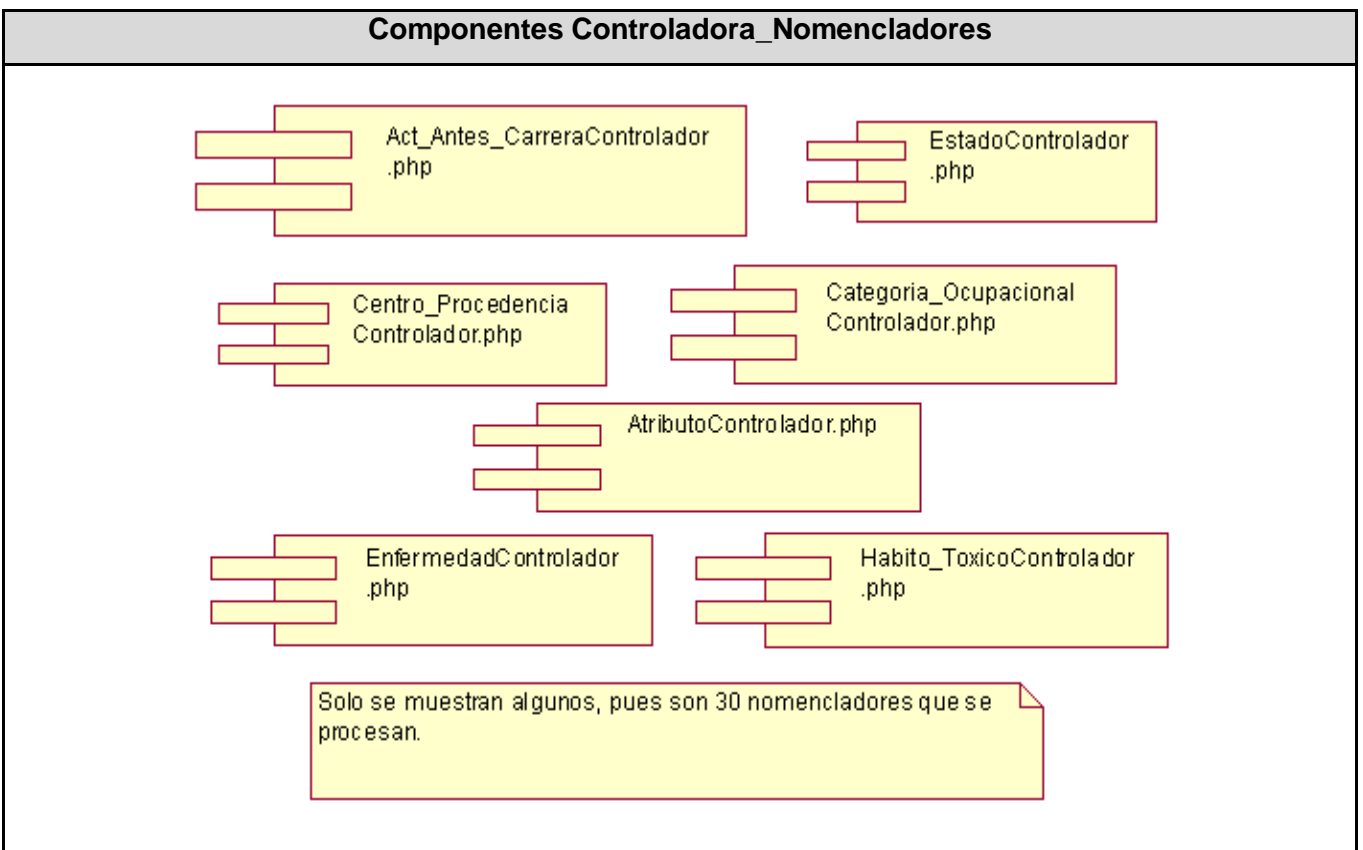 Componentes Controladora_Nomencladores
Act_Antes_CarreraControlador
.php
EstadoControlador
.php
Centro_Procedencia
Controlador.php
Categoria_Ocupacional
Controlador.php
AtributoControlador.php
EnfermedadControlador
.php
Habito_ToxicoControlador
.php
Solo se muestran algunos, pues son 30 nomencladores que se
procesan.